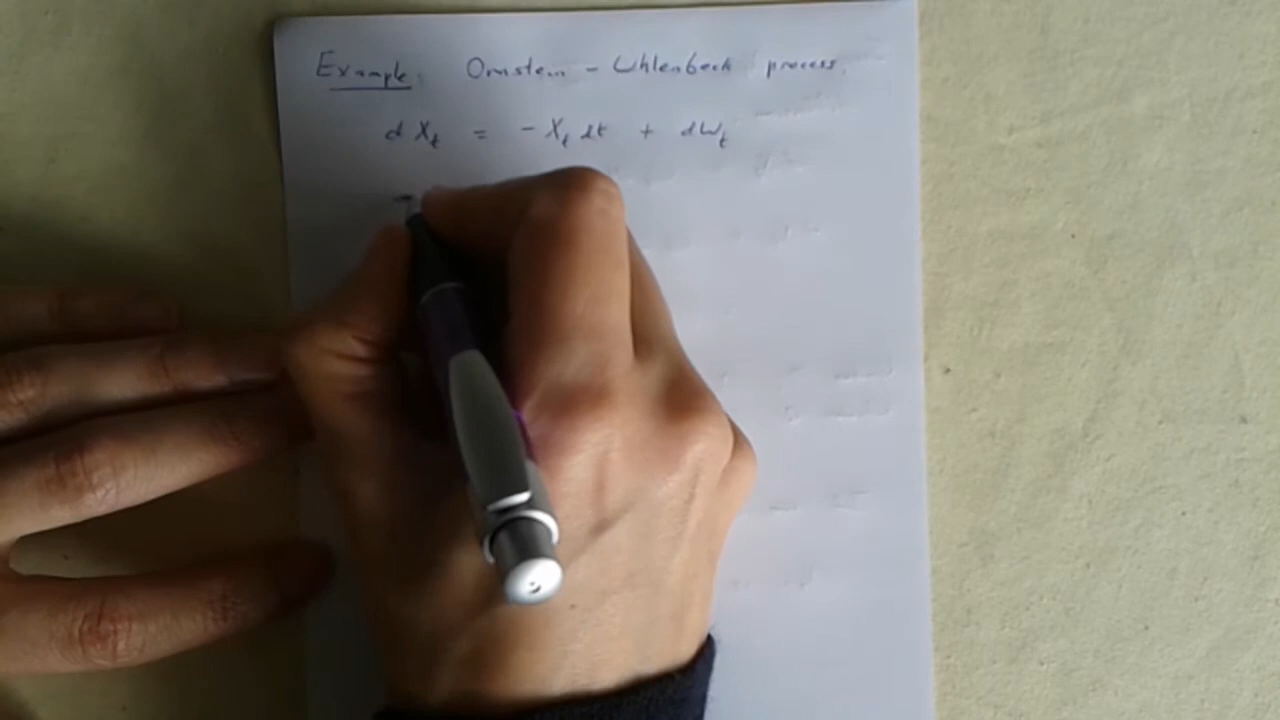 Example: Ornstein - Uhlenbeck process.
d X_t = - X_t dt + dW_t